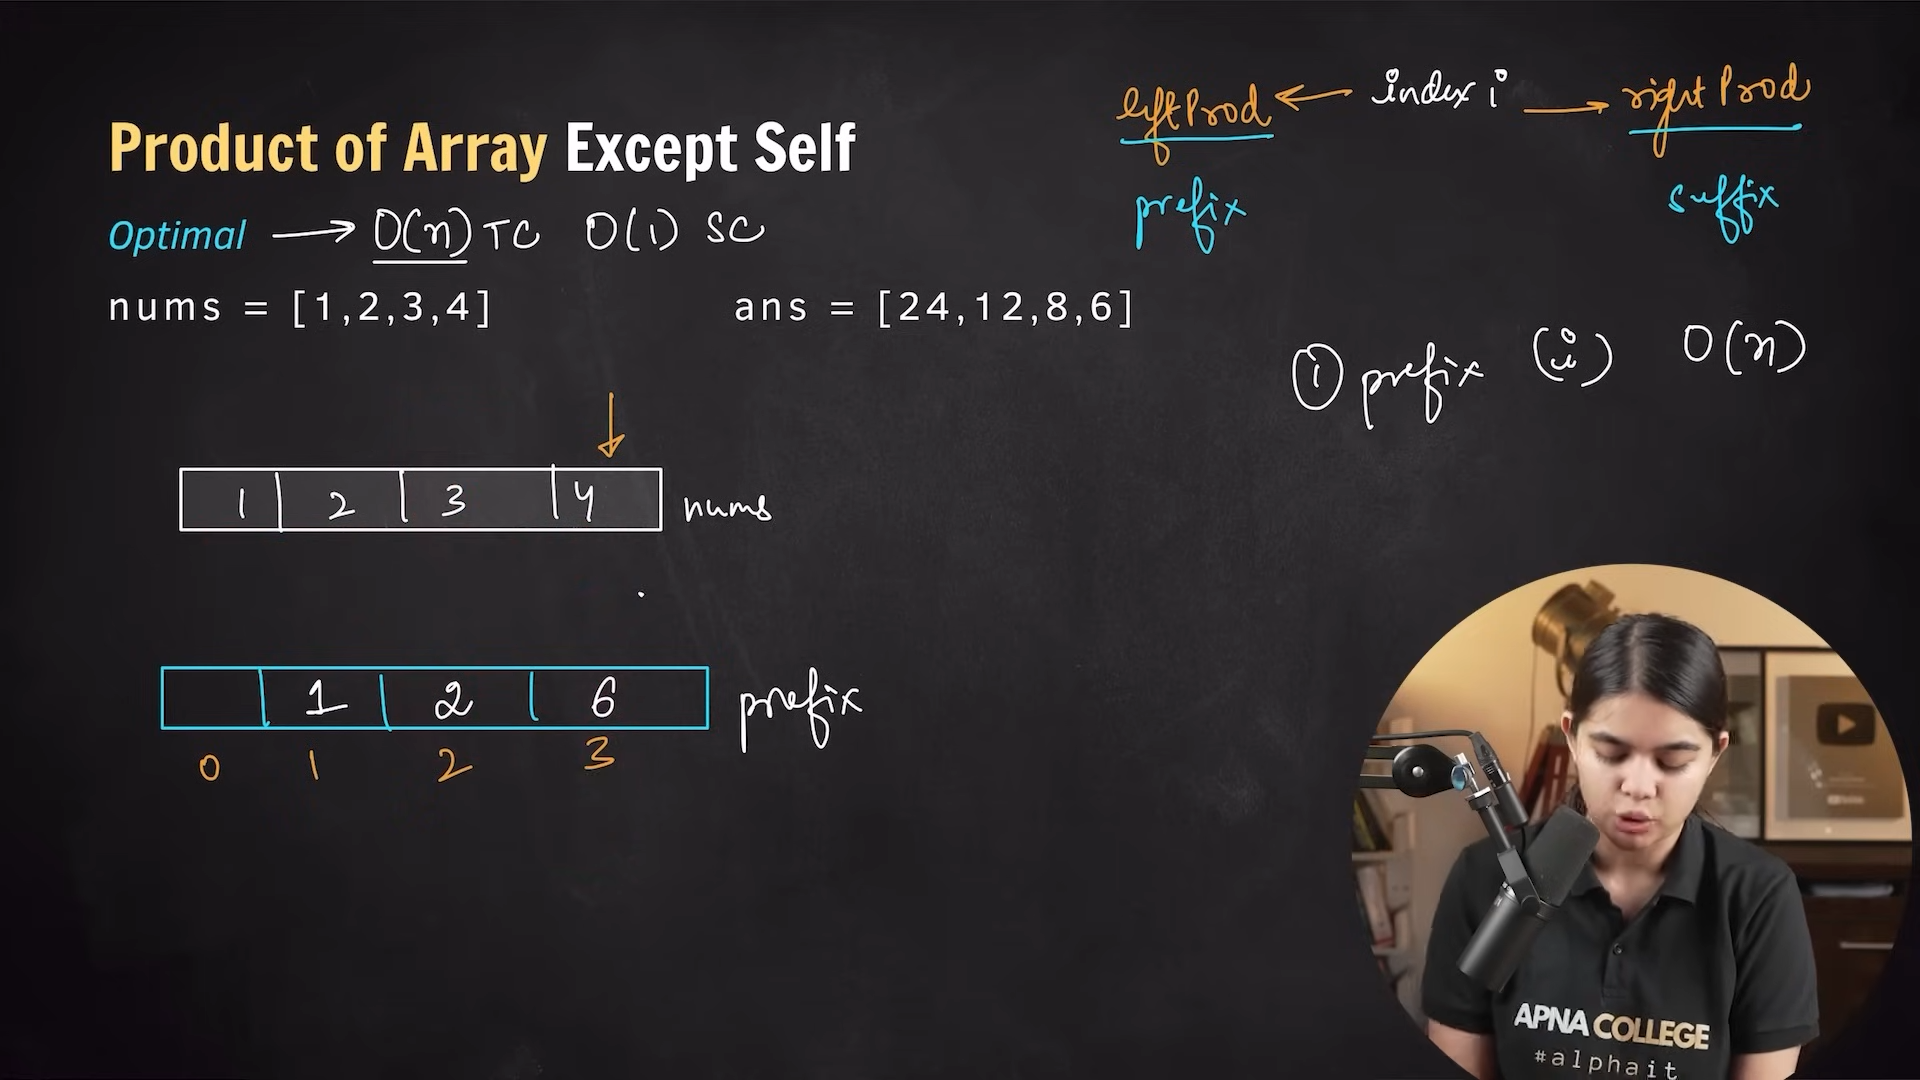 leftProd ← index i → right Prod
Product of Array Except Self
prefix
suffix
Optimal → O(n) TC O(1) SC
nums = [1,2,3,4]
ans = [24,12,8,6]
① prefix (i) O(n)
1 2 3 4 nums
1 2 6 prefix
0 1 2 3
APNA COLLEGE
#alphait